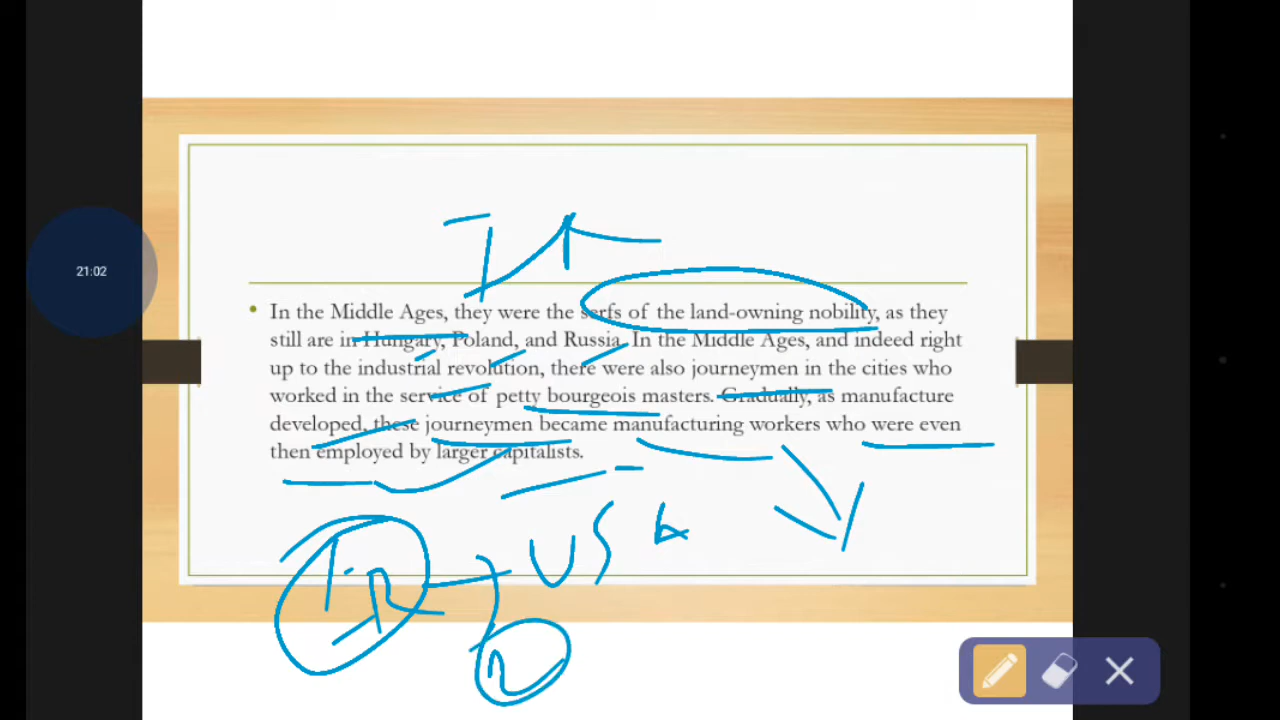 21:02
• In the Middle Ages, they were the serfs of the land-owning nobility, as they
still are in Hungary, Poland, and Russia. In the Middle Ages, and indeed right
up to the industrial revolution, there were also journeymen in the cities who
worked in the service of petty bourgeois masters. Gradually, as manufacture
developed, these journeymen became manufacturing workers who were even
then employed by larger capitalists.
US
IR